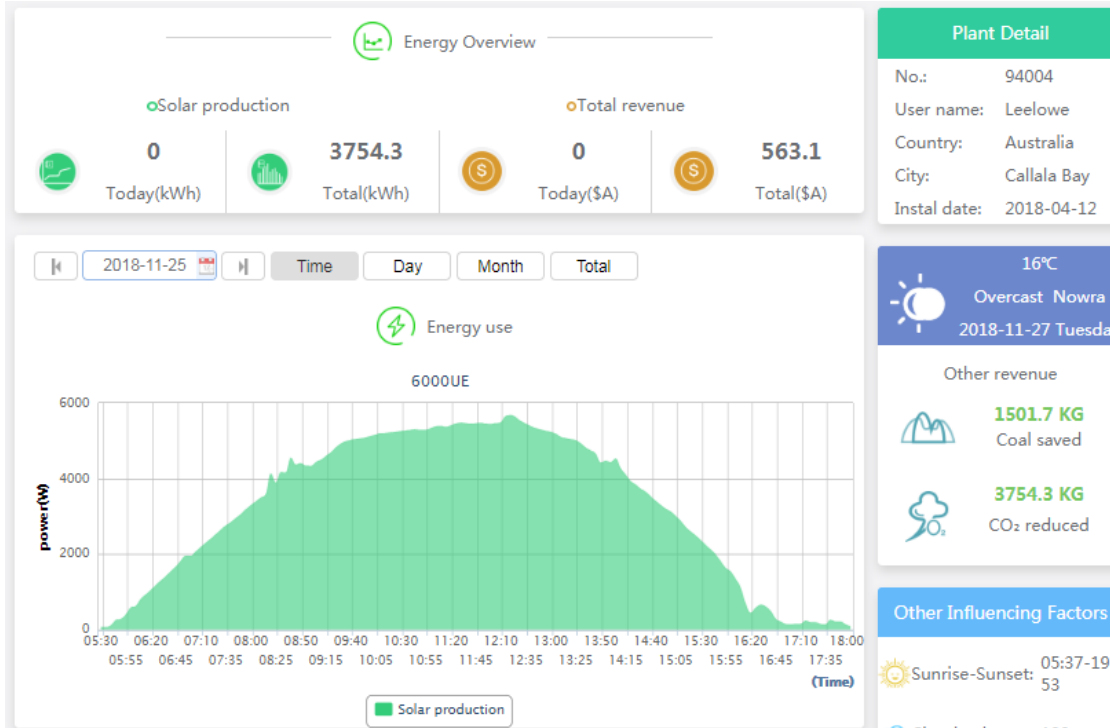 Energy Overview
Solar production
Total revenue
0
Today(kWh)
3754.3
Total(kWh)
0
Today($A)
563.1
Total($A)
2018-11-25
Time
Day
Month
Total
Energy use
6000UE
power(W)
6000
4000
2000
0
05:30 06:20 07:10 08:00 08:50 09:40 10:30 11:20 12:10 13:00 13:50 14:40 15:30 16:20 17:10 18:00
05:55 06:45 07:35 08:25 09:15 10:05 10:55 11:45 12:35 13:25 14:15 15:05 15:55 16:45 17:35
(Time)
Solar production
Plant Detail
No.: 94004
User name: Leelowe
Country: Australia
City: Callala Bay
Instal date: 2018-04-12
16℃
Overcast Nowra
2018-11-27 Tuesda
Other revenue
1501.7 KG
Coal saved
3754.3 KG
CO₂ reduced
Other Influencing Factors
Sunrise-Sunset: 05:37-19
53